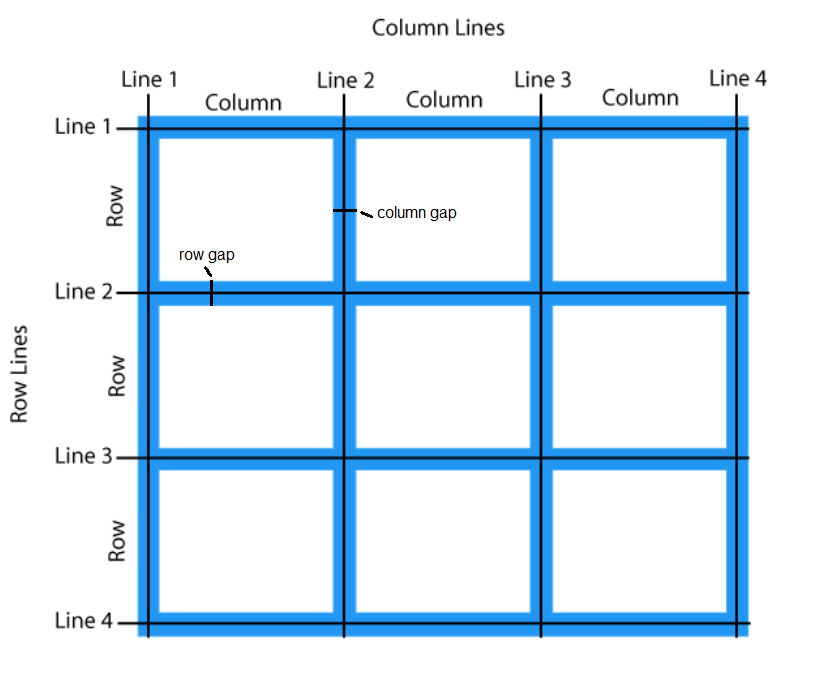 Column Lines
Line 1
Line 2
Line 3
Line 4
Column
Column
Column
Line 1
Row
column gap
row gap
Line 2
Row Lines
Row
Line 3
Row
Line 4